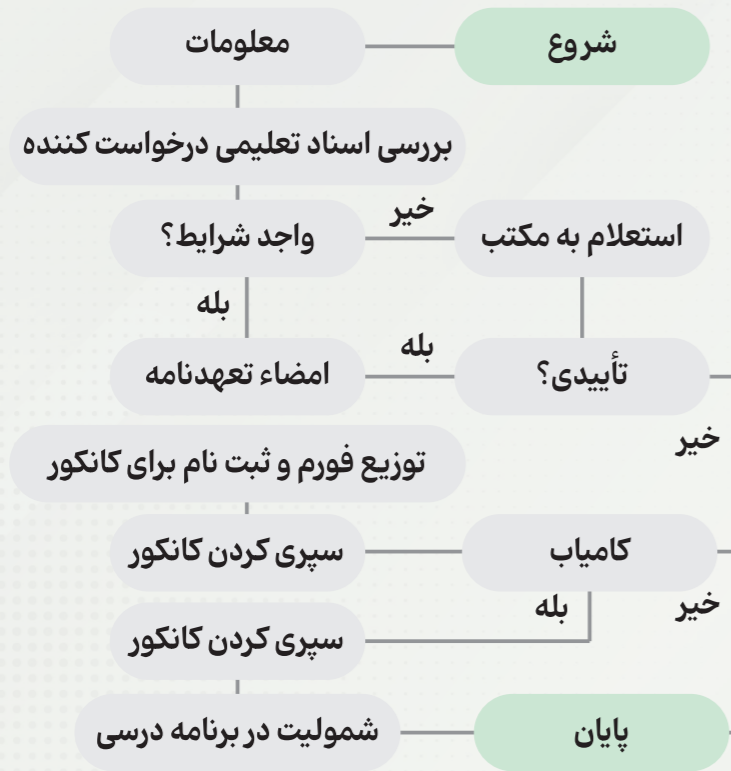 شروع
معلومات
بررسی اسناد تعلیمی درخواست کننده
واجد شرایط؟
خیر
استعلام به مکتب
بله
تأییدی؟
بله
امضاء تعهدنامه
خیر
توزیع فورم و ثبت نام برای کانکور
سپری کردن کانکور
کامیاب
خیر
بله
سپری کردن کانکور
شمولیت در برنامه درسی
پایان